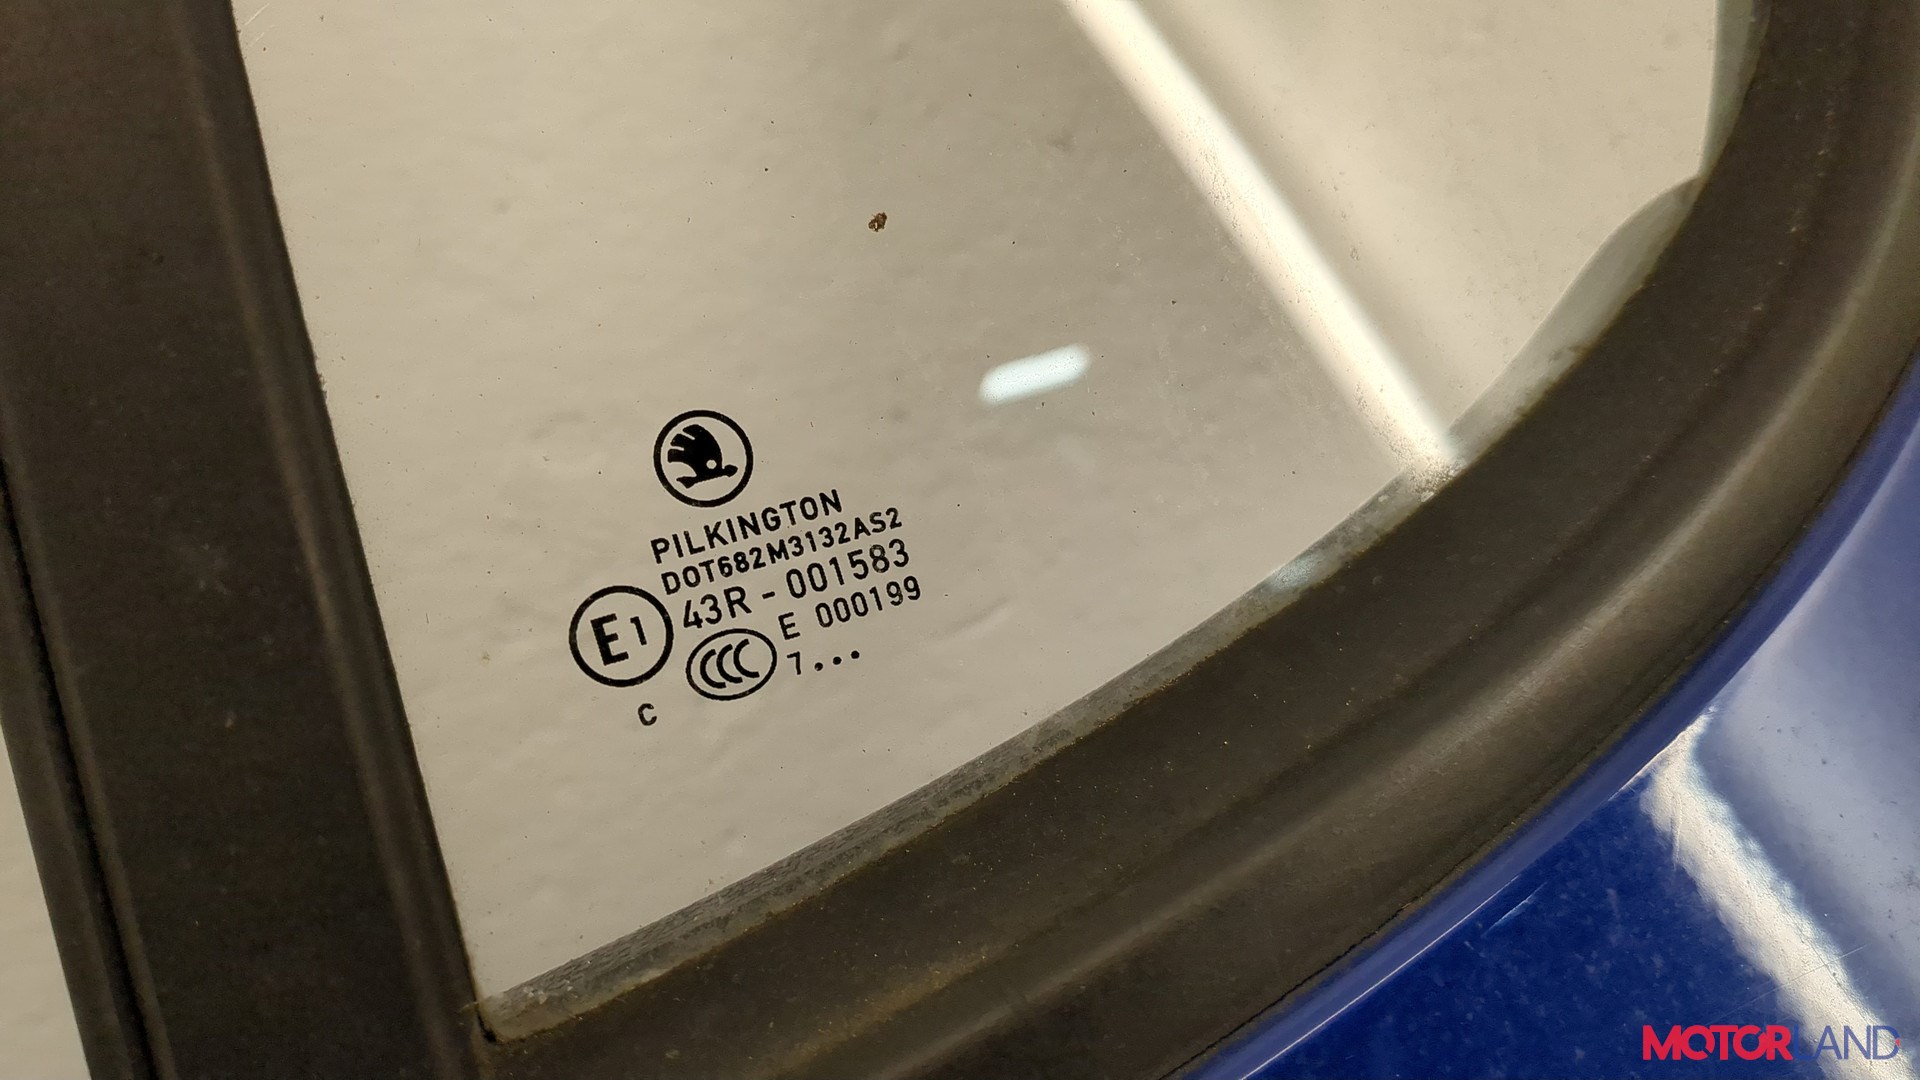 PILKINGTON
DOT682M3132AS2
43R - 001583
E1
CCC
E 000199
7...
C
MOTORLAND